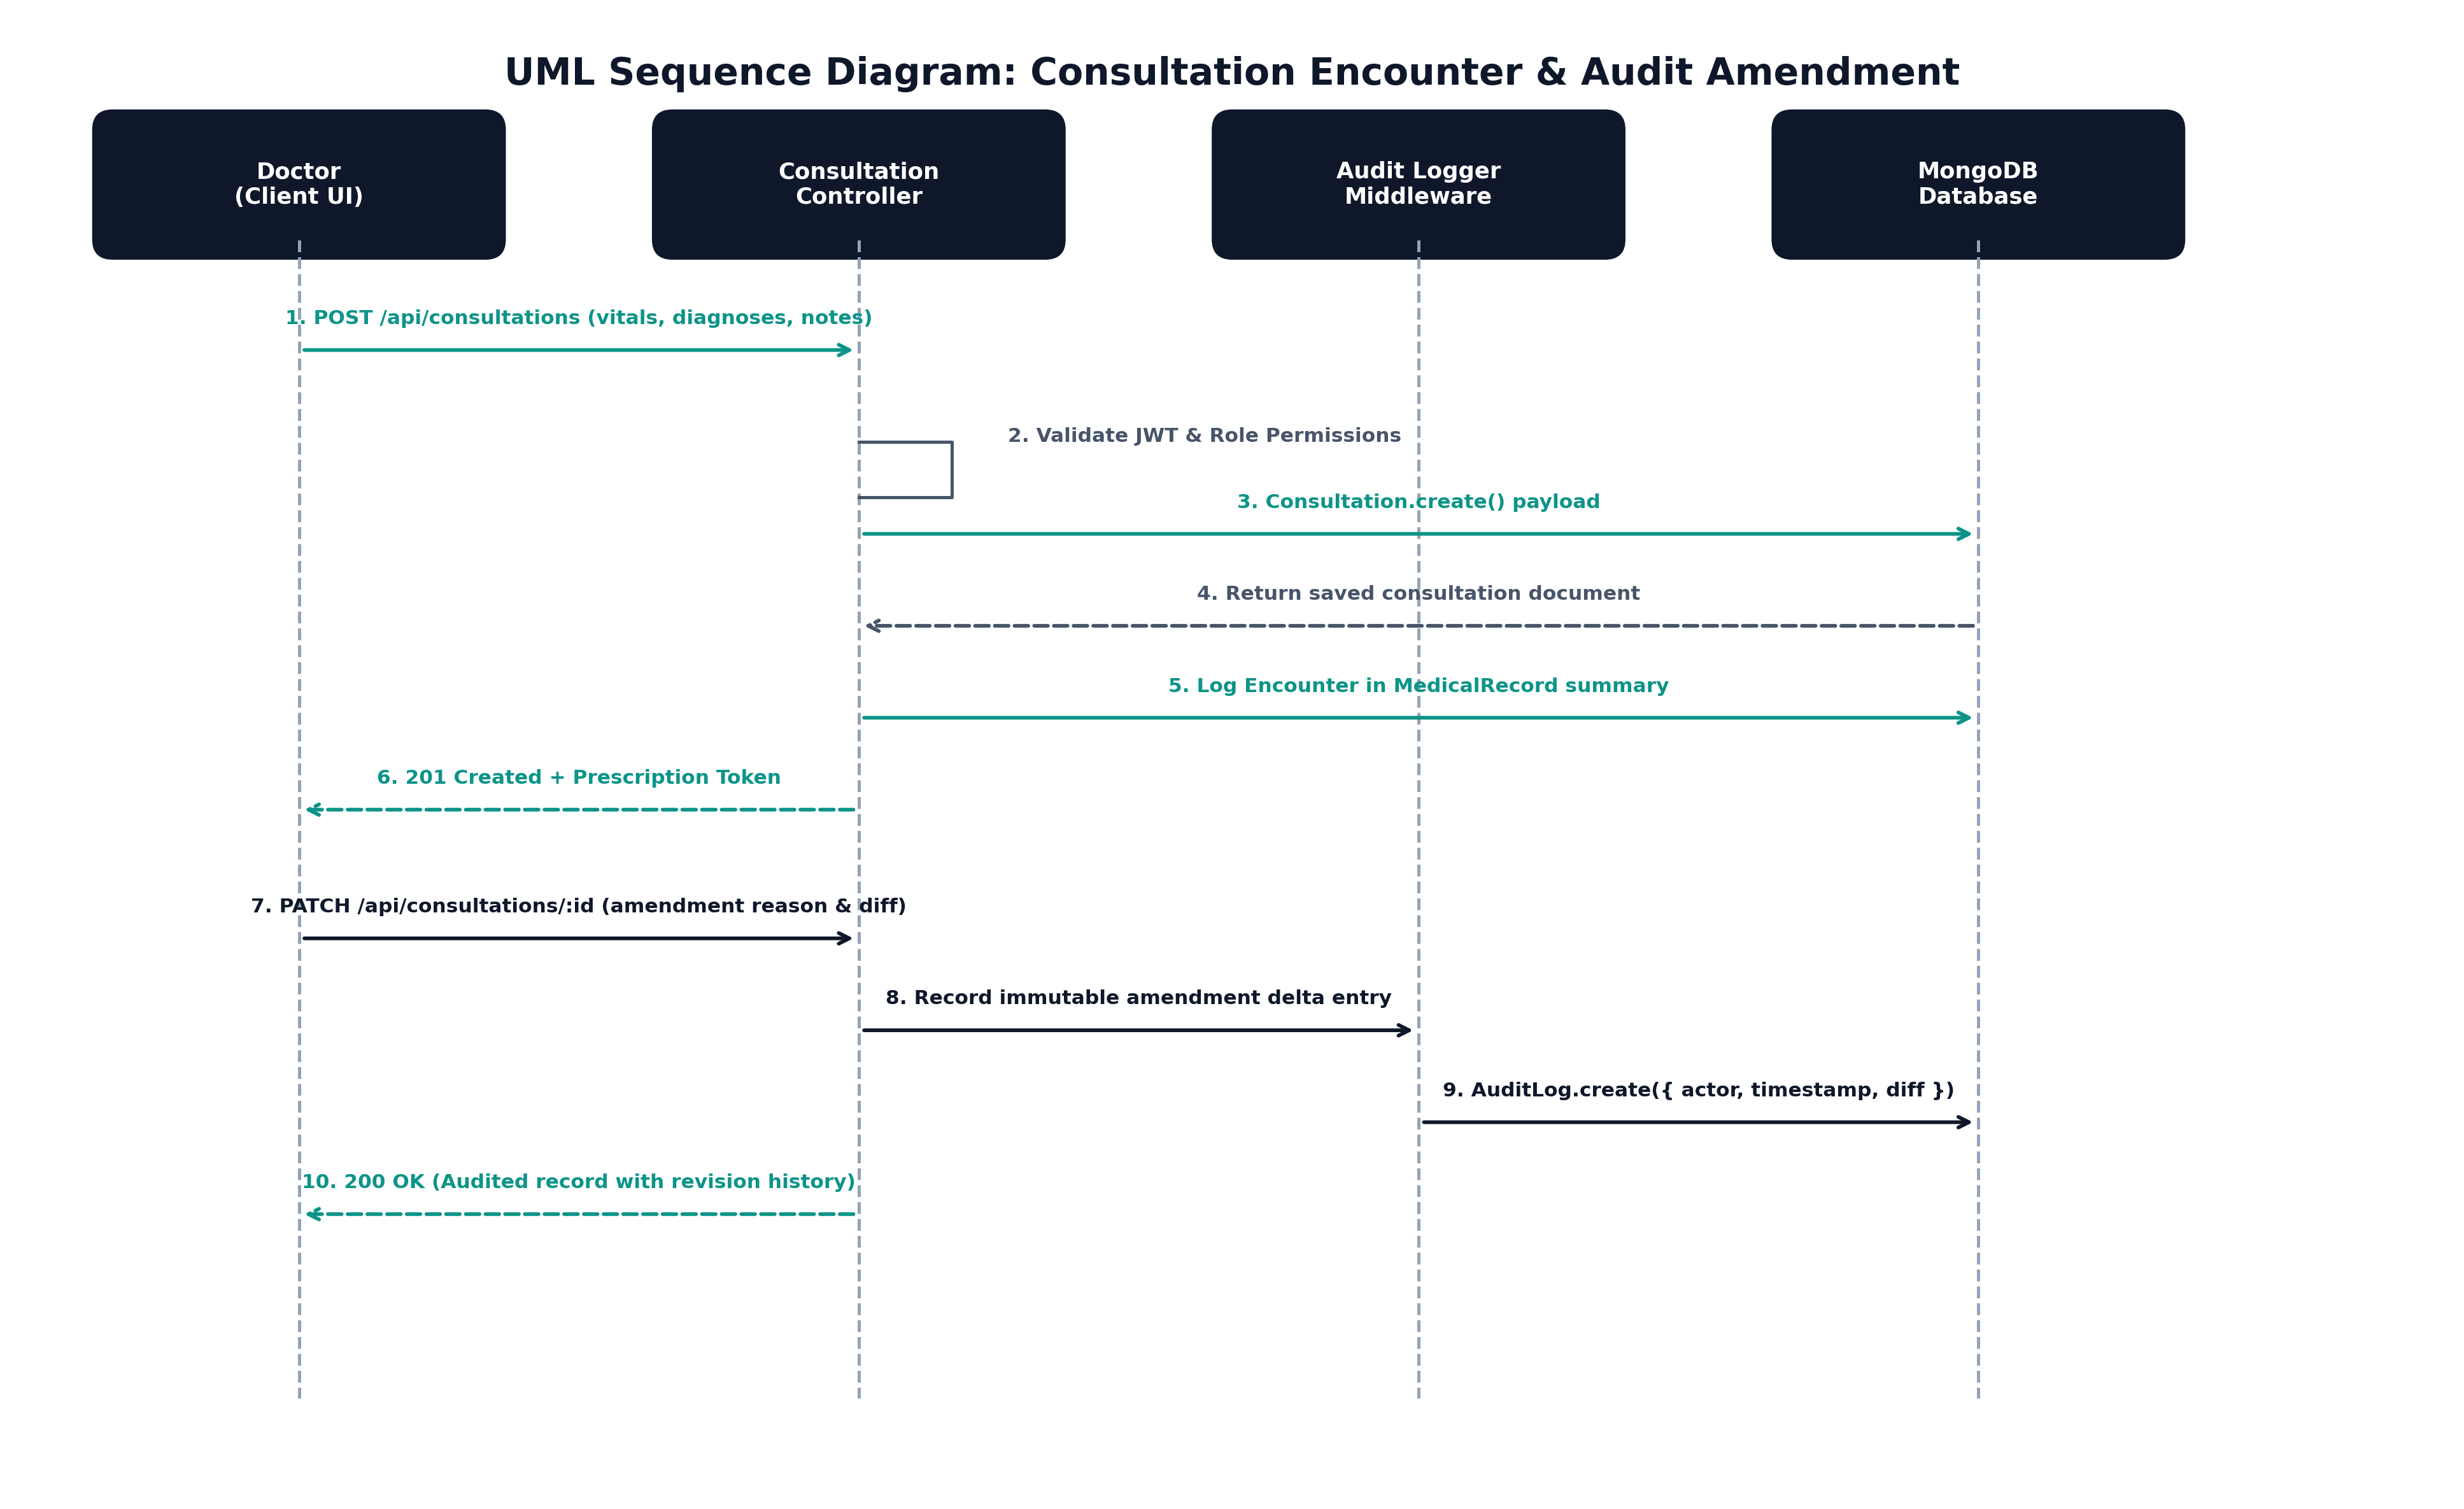 UML Sequence Diagram: Consultation Encounter & Audit Amendment
Doctor
(Client UI)
Consultation
Controller
Audit Logger
Middleware
MongoDB
Database
1. POST /api/consultations (vitals, diagnoses, notes)
2. Validate JWT & Role Permissions
3. Consultation.create() payload
4. Return saved consultation document
5. Log Encounter in MedicalRecord summary
6. 201 Created + Prescription Token
7. PATCH /api/consultations/:id (amendment reason & diff)
8. Record immutable amendment delta entry
9. AuditLog.create({ actor, timestamp, diff })
10. 200 OK (Audited record with revision history)